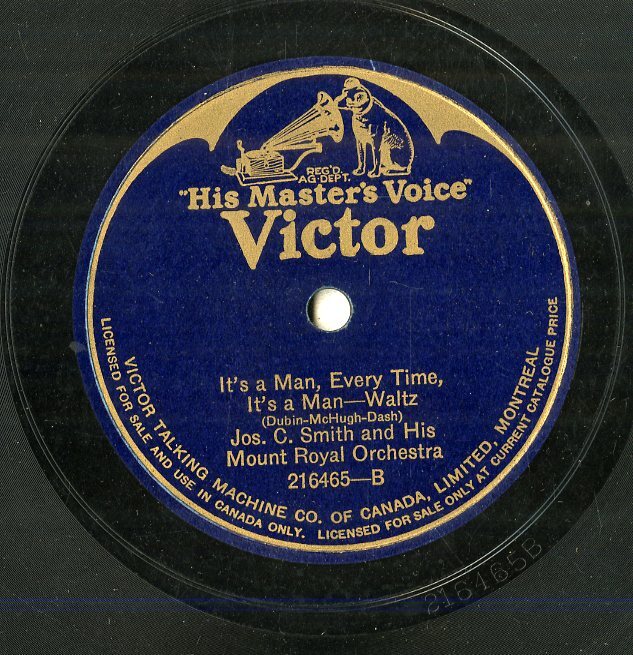 REG'D.
AG-DEPT.
"His Master's Voice"
Victor
It's a Man, Every Time,
It's a Man—Waltz
(Dubin-McHugh-Dash)
Jos. C. Smith and His
Mount Royal Orchestra
216465—B
VICTOR TALKING MACHINE CO. OF CANADA, LIMITED, MONTREAL
LICENSED FOR SALE AND USE IN CANADA ONLY. LICENSED FOR SALE ONLY AT CURRENT CATALOGUE PRICE
216465B